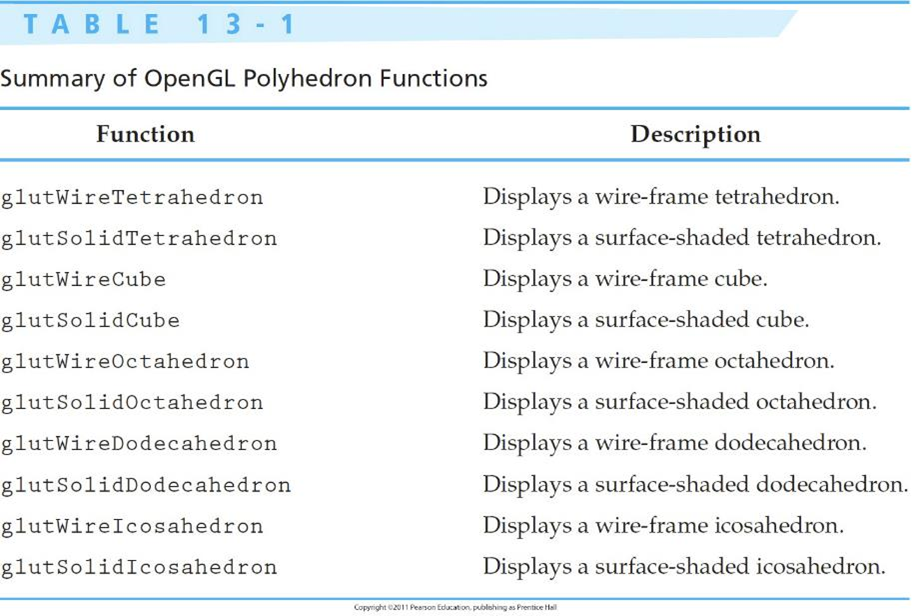 TABLE 13-1
Summary of OpenGL Polyhedron Functions
Function Description
glutWireTetrahedron Displays a wire-frame tetrahedron.
glutSolidTetrahedron Displays a surface-shaded tetrahedron.
glutWireCube Displays a wire-frame cube.
glutSolidCube Displays a surface-shaded cube.
glutWireOctahedron Displays a wire-frame octahedron.
glutSolidOctahedron Displays a surface-shaded octahedron.
glutWireDodecahedron Displays a wire-frame dodecahedron.
glutSolidDodecahedron Displays a surface-shaded dodecahedron.
glutWireIcosahedron Displays a wire-frame icosahedron.
glutSolidIcosahedron Displays a surface-shaded icosahedron.
Copyright ©2011 Pearson Education, publishing as Prentice Hall